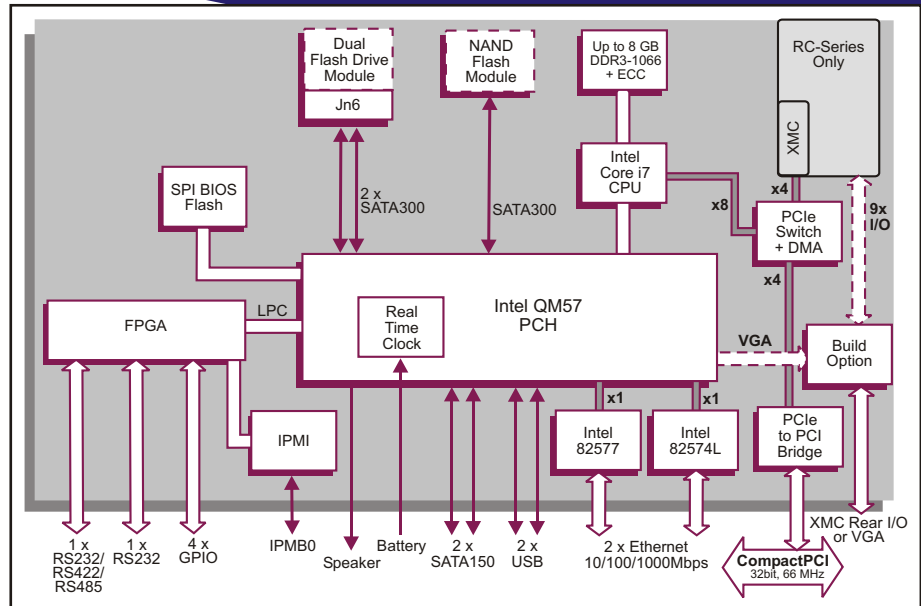 Dual
Flash Drive
Module
Jn6
NAND
Flash
Module
Up to 8 GB
DDR3-1066
+ ECC
RC-Series
Only
XMC
Intel
Core i7
CPU
SPI BIOS
Flash
2 x
SATA300
SATA300
x8
x4
PCIe
Switch
+ DMA
9x
I/O
x4
FPGA
LPC
Intel QM57
PCH
Real
Time
Clock
VGA
Build
Option
IPMI
x1
x1
Intel
82577
Intel
82574L
PCIe
to PCI
Bridge
1 x
RS232/
RS422/
RS485
1 x
RS232
4 x
GPIO
IPMB0
Speaker
Battery
2 x
SATA150
2 x
USB
2 x Ethernet
10/100/1000Mbps
XMC Rear I/O
or VGA
CompactPCI
32bit, 66 MHz